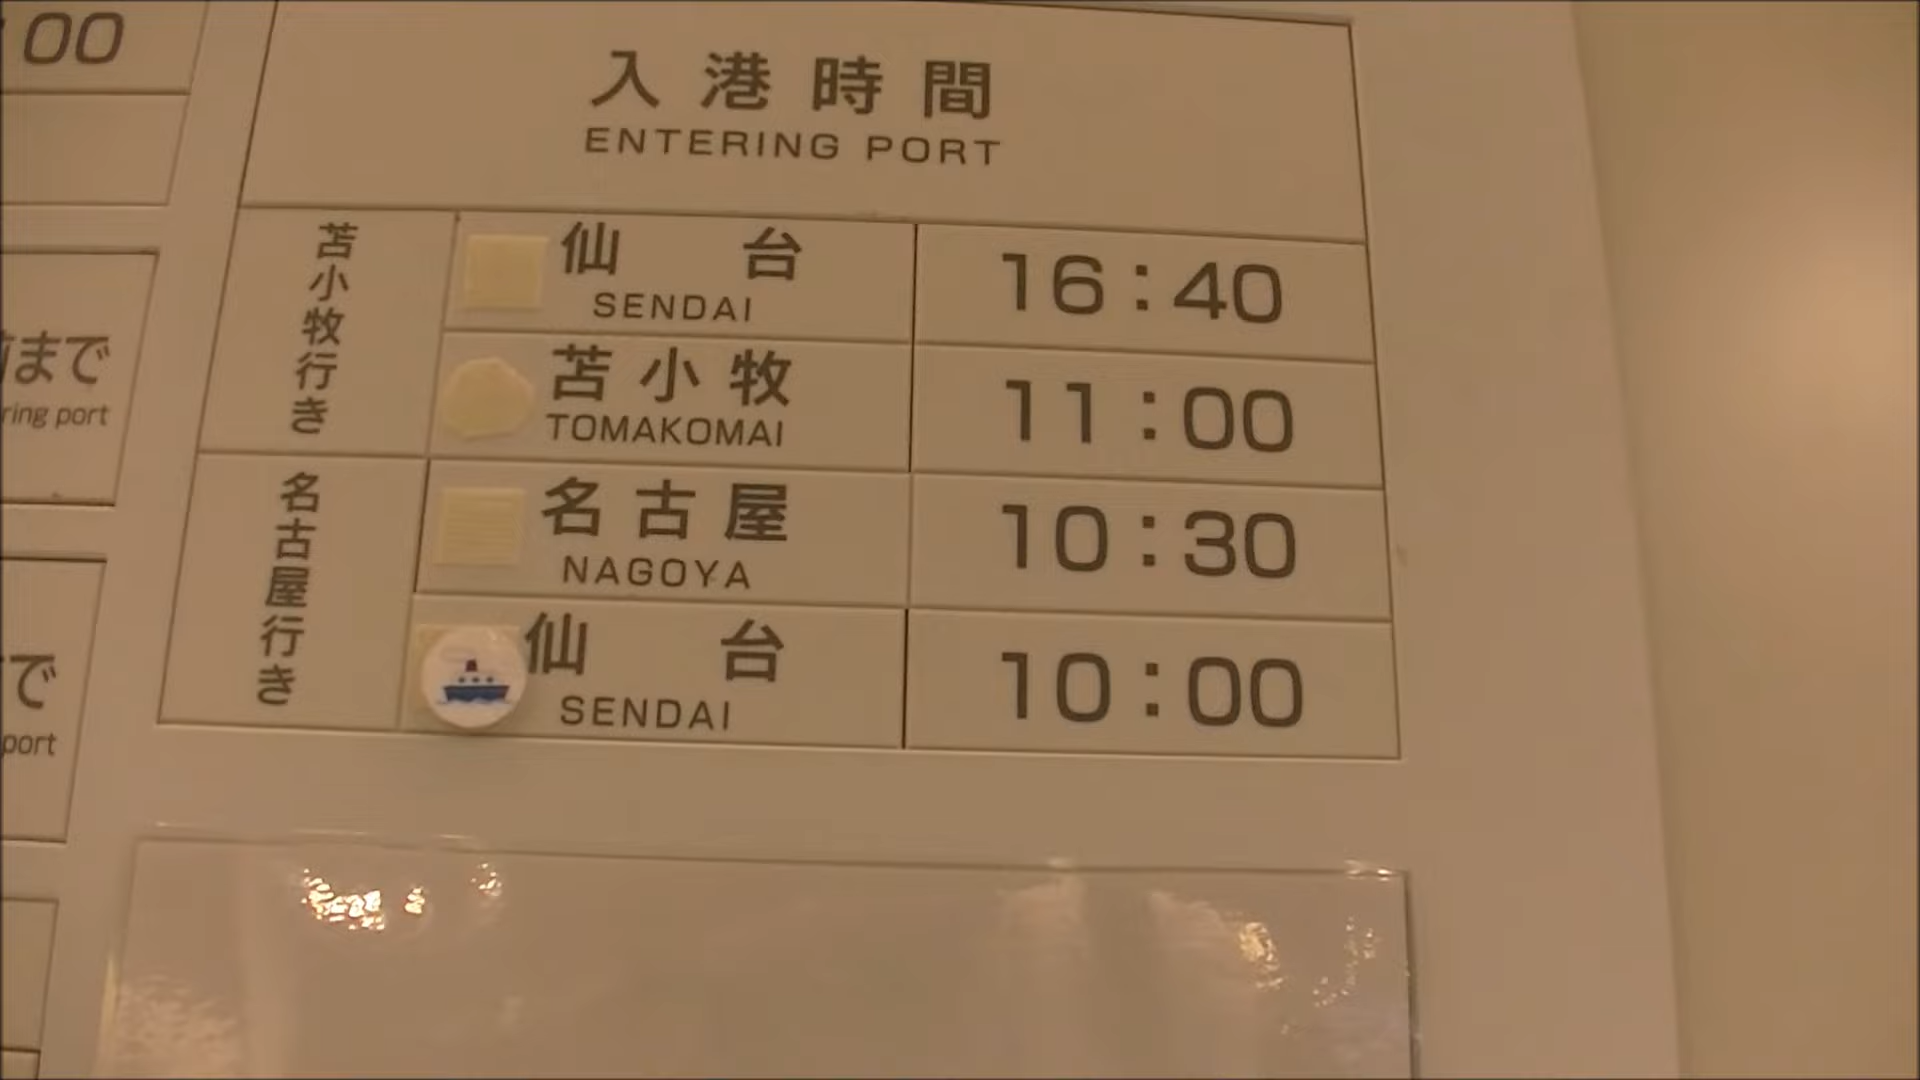 :00
まで
ring port
で
port
入港時間
ENTERING PORT
苫小牧行き
仙台
SENDAI
16:40
苫小牧
TOMAKOMAI
11:00
名古屋行き
名古屋
NAGOYA
10:30
仙台
SENDAI
10:00